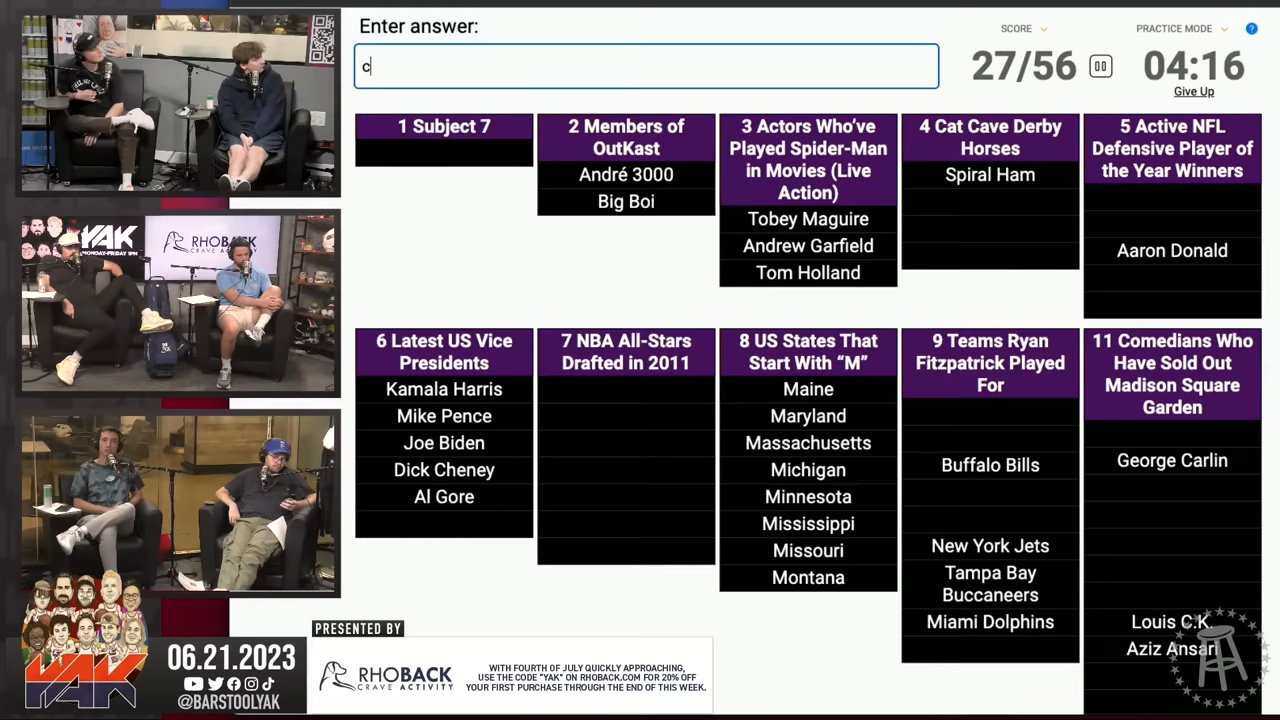 Enter answer:
c
SCORE
27/56
PRACTICE MODE
?
04:16
Give Up
1 Subject 7
2 Members of
OutKast
André 3000
Big Boi
3 Actors Who've
Played Spider-Man
in Movies (Live
Action)
Tobey Maguire
Andrew Garfield
Tom Holland
4 Cat Cave Derby
Horses
Spiral Ham
5 Active NFL
Defensive Player of
the Year Winners
Aaron Donald
6 Latest US Vice
Presidents
Kamala Harris
Mike Pence
Joe Biden
Dick Cheney
Al Gore
7 NBA All-Stars
Drafted in 2011
8 US States That
Start With “M”
Maine
Maryland
Massachusetts
Michigan
Minnesota
Mississippi
Missouri
Montana
9 Teams Ryan
Fitzpatrick Played
For
Buffalo Bills
New York Jets
Tampa Bay
Buccaneers
Miami Dolphins
11 Comedians Who
Have Sold Out
Madison Square
Garden
George Carlin
Louis C.K.
Aziz Ansari
YAK
MONDAY-FRIDAY 1PM
RHOBACK
CRAVE ACTIVITY
YAK
06.21.2023
@BARSTOOLYAK
PRESENTED BY
RHOBACK
CRAVE ACTIVITY
WITH FOURTH OF JULY QUICKLY APPROACHING,
USE THE CODE "YAK" ON RHOBACK.COM FOR 20% OFF
YOUR FIRST PURCHASE THROUGH THE END OF THIS WEEK.